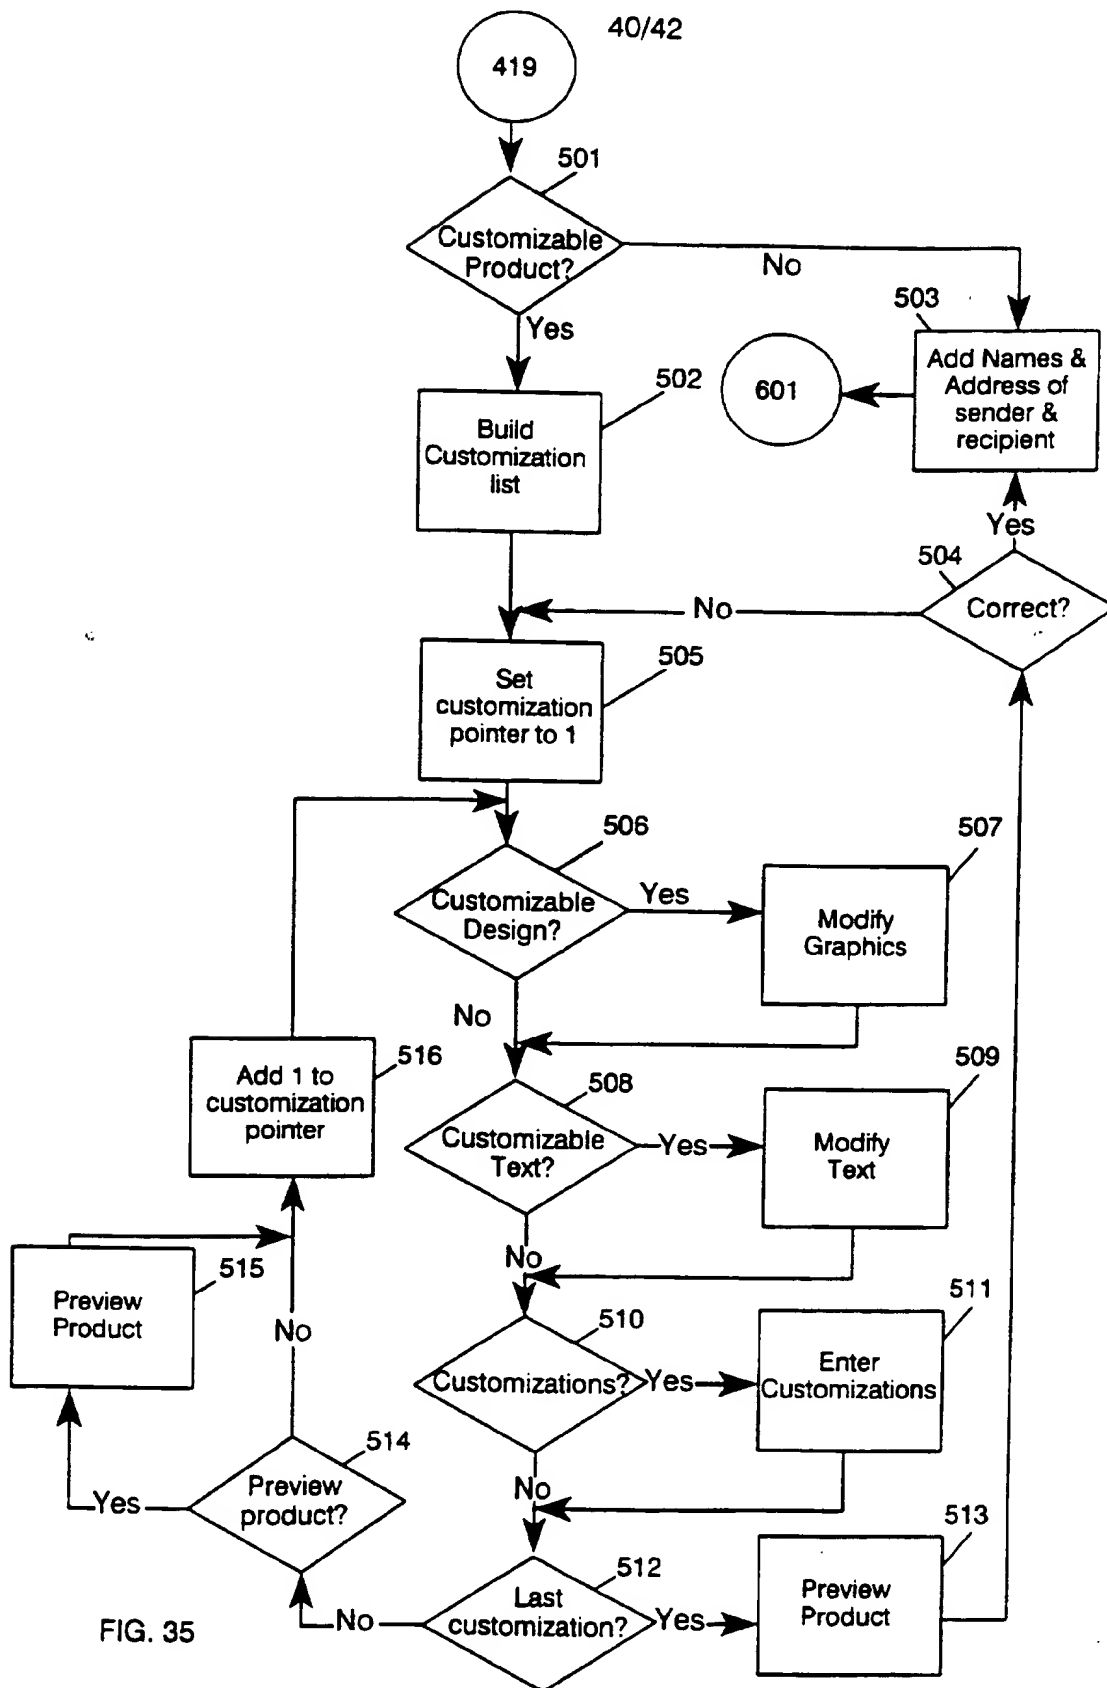 40/42
419
501
Customizable
Product?
No
Yes
503
Add Names &
Address of
sender &
recipient
601
502
Build
Customization
list
Yes
504
Correct?
No
505
Set
customization
pointer to 1
506
Customizable
Design?
Yes
507
Modify
Graphics
No
516
Add 1 to
customization
pointer
508
Customizable
Text?
Yes
509
Modify
Text
No
515
Preview
Product
No
510
Customizations?
Yes
511
Enter
Customizations
514
Preview
product?
Yes
No
512
Last
customization?
No
Yes
513
Preview
Product
FIG. 35